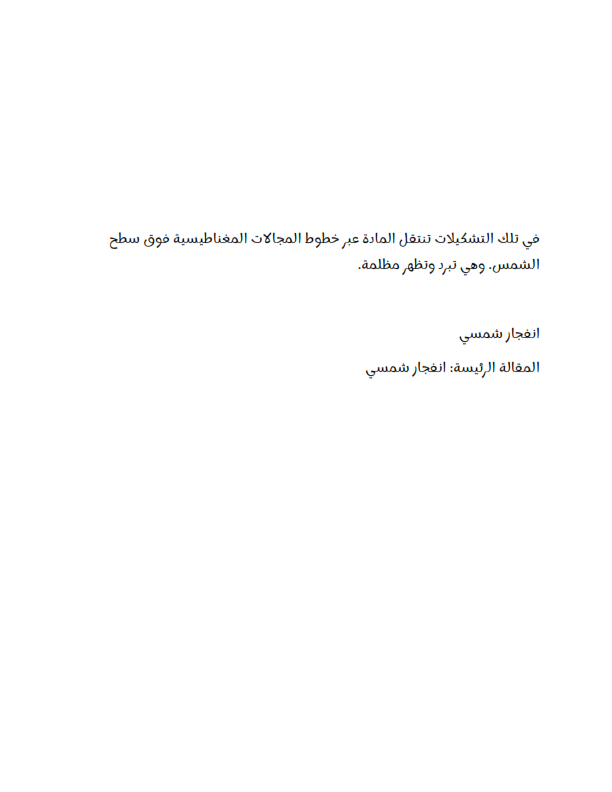 في تلك التشكيلات تنتقل المادة عبر خطوط المجالات المغناطيسية فوق سطح
الشمس. وهي تبرد وتظهر مظلمة.
انفجار شمسي
المقالة الرئيسة: انفجار شمسي